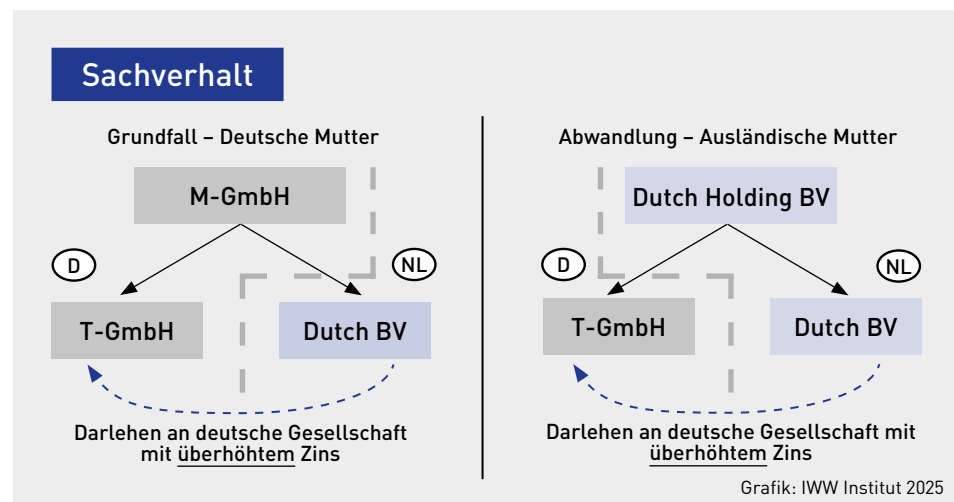 Sachverhalt
Grundfall – Deutsche Mutter
M-GmbH
D
NL
T-GmbH
Dutch BV
Darlehen an deutsche Gesellschaft
mit überhöhtem Zins
Abwandlung – Ausländische Mutter
Dutch Holding BV
D
NL
T-GmbH
Dutch BV
Darlehen an deutsche Gesellschaft mit
überhöhtem Zins
Grafik: IWW Institut 2025